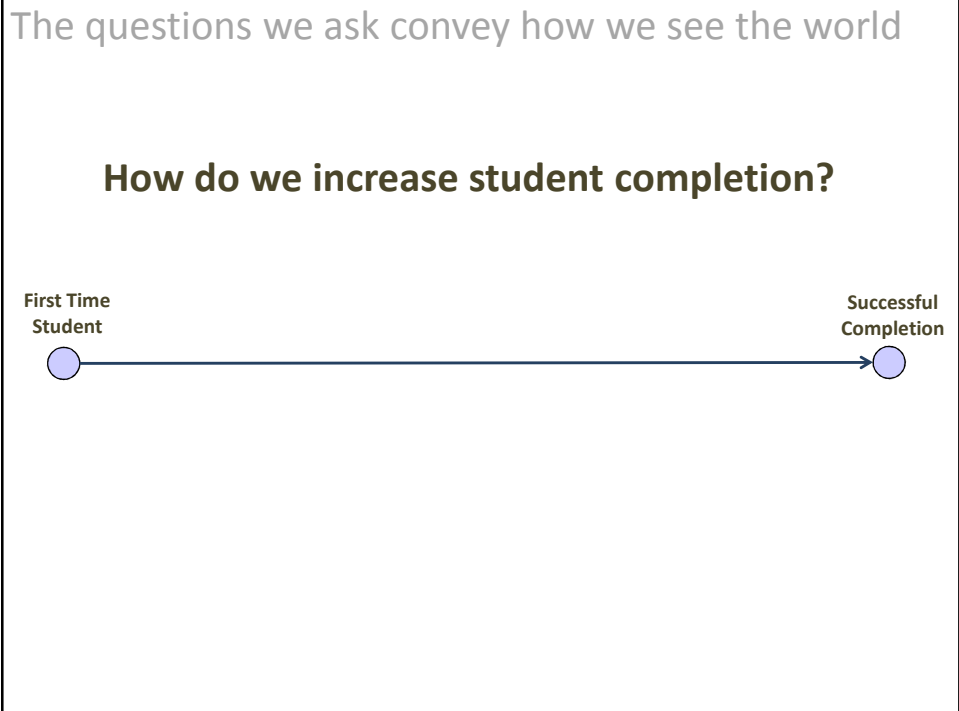 The questions we ask convey how we see the world
How do we increase student completion?
First Time
Student
Successful
Completion